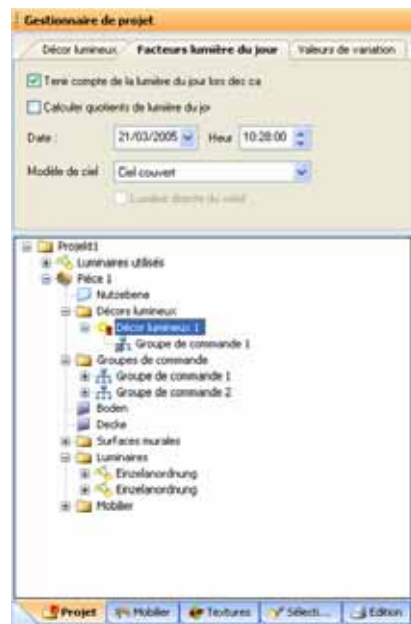 Gestionnaire de projet
Décor lumineux Facteurs lumière du jour Valeurs de variation
Tenir compte de la lumière du jour lors des ca
Calculer quotients de lumière du jor
Date : 21/03/2005 Heur 10:28:00
Modèle de ciel Ciel couvert
Lumière directe du soleil
Projekt1
Luminaires utilisés
Pièce 1
Nutzebene
Décors lumineux
Décor lumineux 1
Groupe de commande 1
Groupes de commande
Groupe de commande 1
Groupe de commande 2
Boden
Decke
Surfaces murales
Luminaires
Einzelanordnung
Einzelanordnung
Mobilier
Projet Mobilier Textures Sélecti... Edition